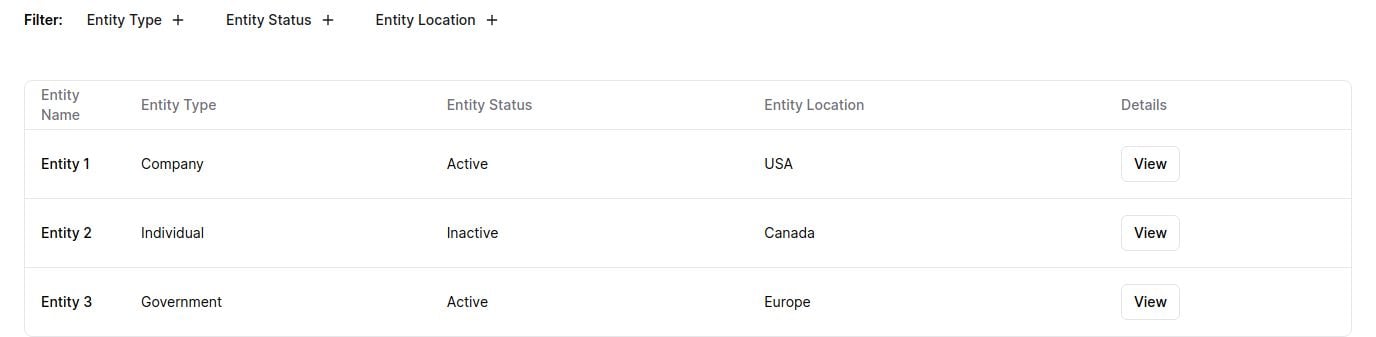 Filter: Entity Type + Entity Status + Entity Location +
Entity Name Entity Type Entity Status Entity Location Details
Entity 1 Company Active USA View
Entity 2 Individual Inactive Canada View
Entity 3 Government Active Europe View